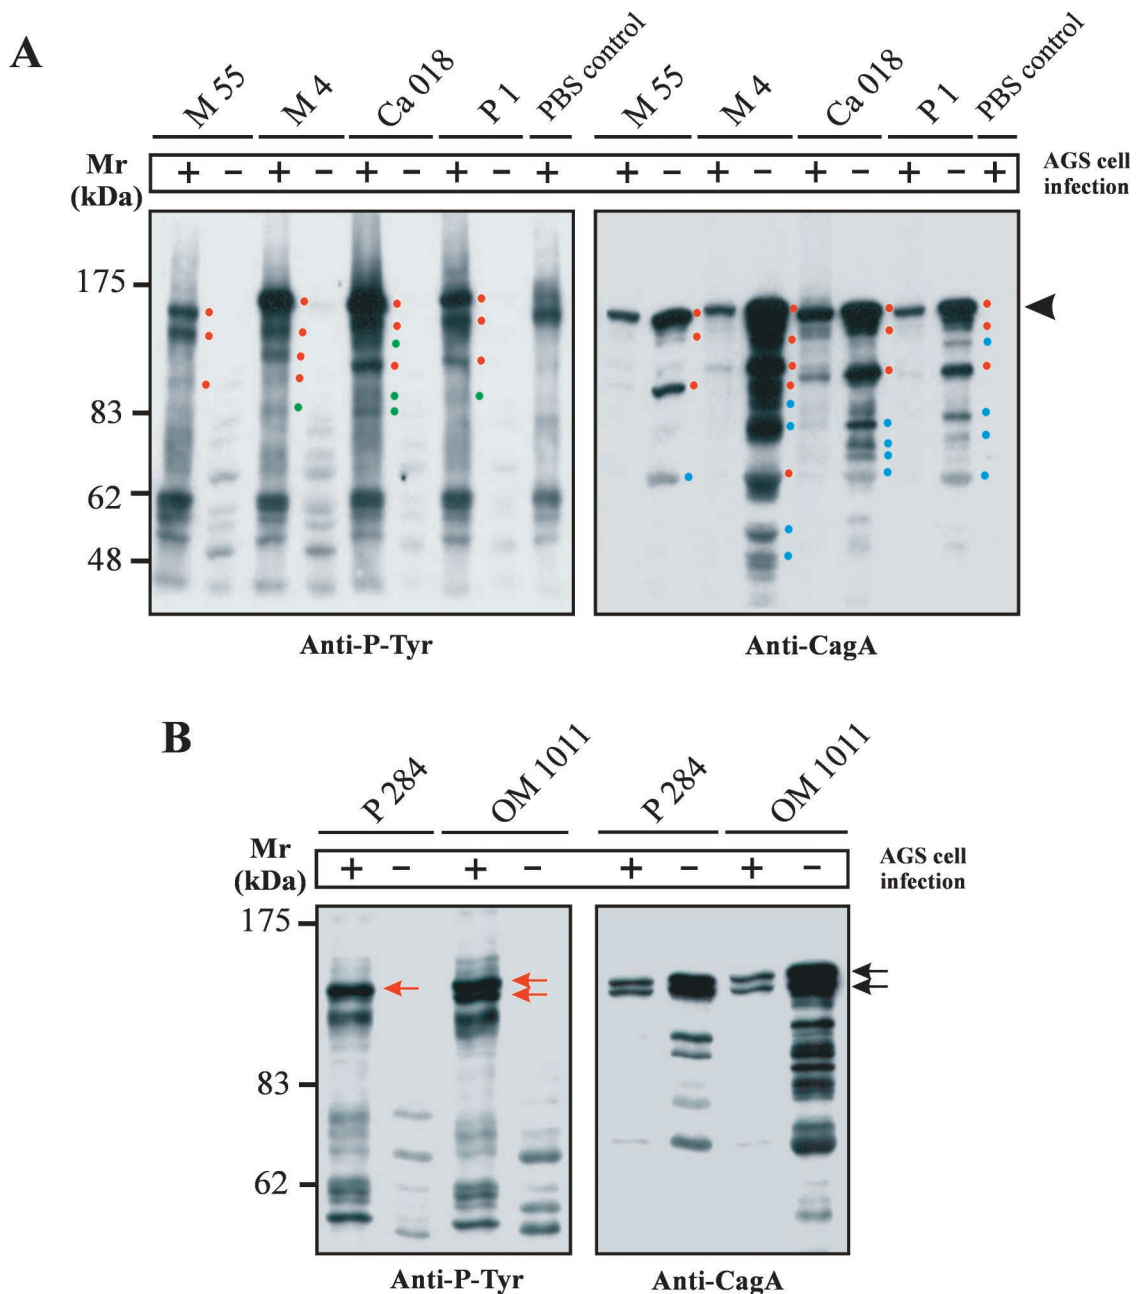 A
M 55 M 4 Ca 018 P 1 PBS control M 55 M 4 Ca 018 P 1 PBS control
Mr (kDa)
+ − + − + − + − + + − + − + − + − +
AGS cell infection
175
83
62
48
Anti-P-Tyr Anti-CagA
B
P 284 OM 1011 P 284 OM 1011
Mr (kDa)
+ − + − + − + −
AGS cell infection
175
83
62
Anti-P-Tyr Anti-CagA